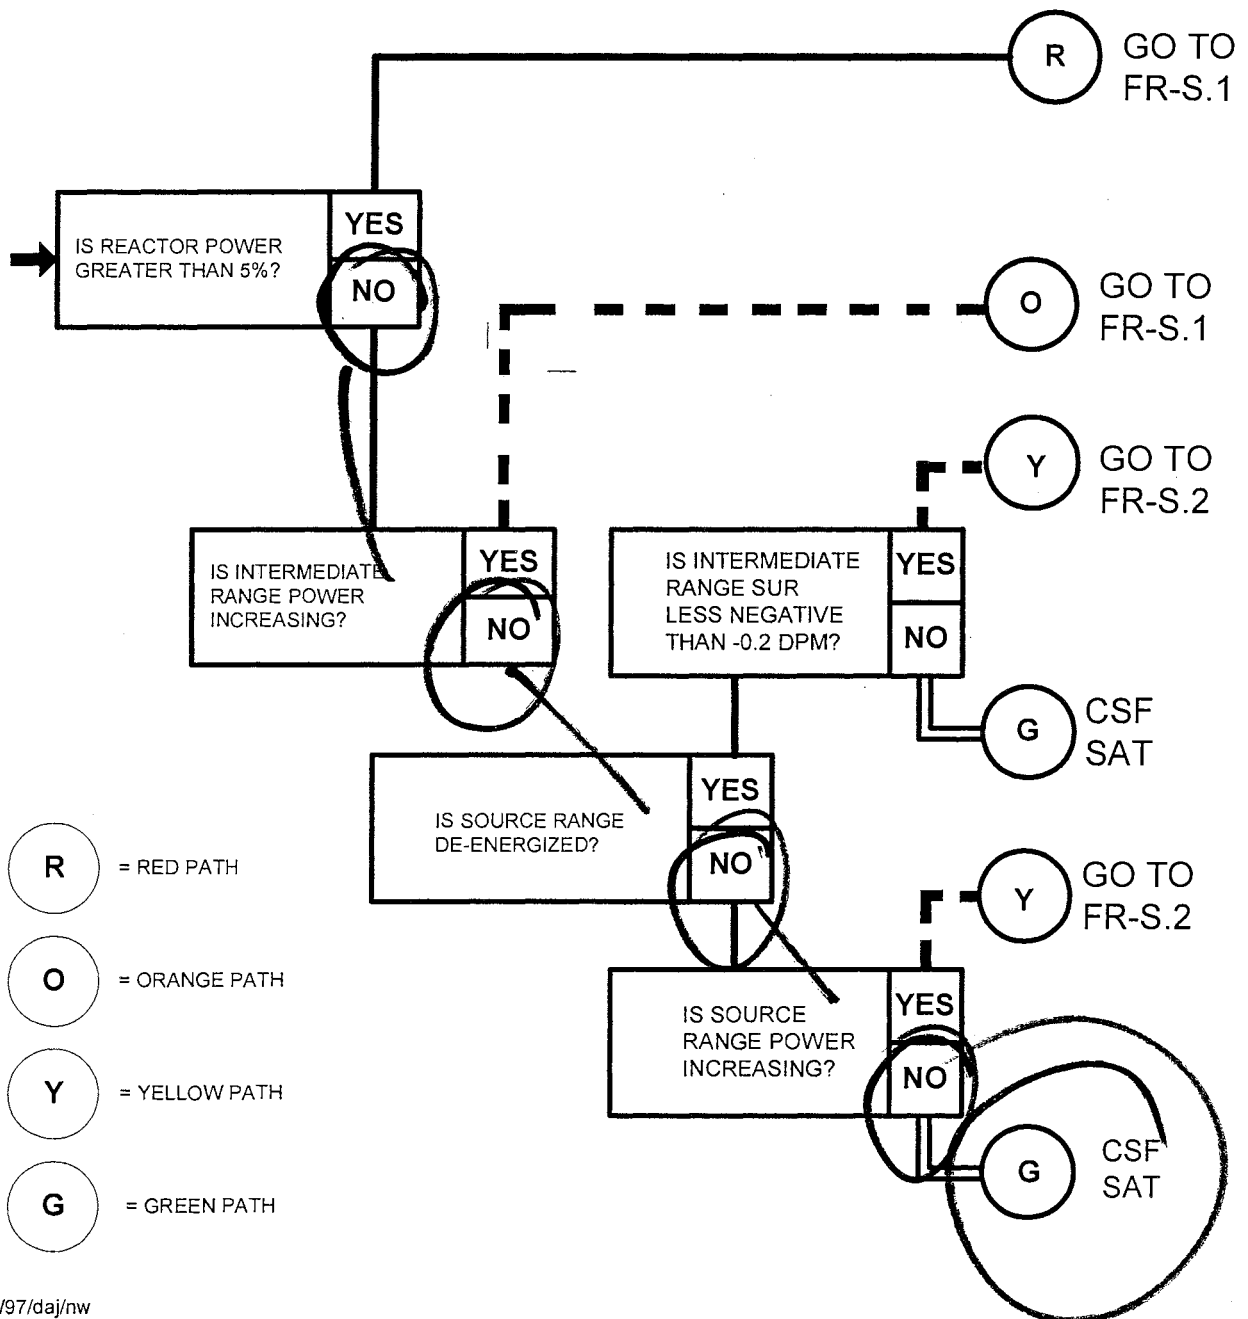 R
GO TO
FR-S.1
IS REACTOR POWER
GREATER THAN 5%?
YES
NO
O
GO TO
FR-S.1
Y
GO TO
FR-S.2
IS INTERMEDIATE
RANGE POWER
INCREASING?
YES
NO
IS INTERMEDIATE
RANGE SUR
LESS NEGATIVE
THAN -0.2 DPM?
YES
NO
G
CSF
SAT
IS SOURCE RANGE
DE-ENERGIZED?
YES
NO
Y
GO TO
FR-S.2
IS SOURCE
RANGE POWER
INCREASING?
YES
NO
G
CSF
SAT
R = RED PATH
O = ORANGE PATH
Y = YELLOW PATH
G = GREEN PATH
/97/daj/nw